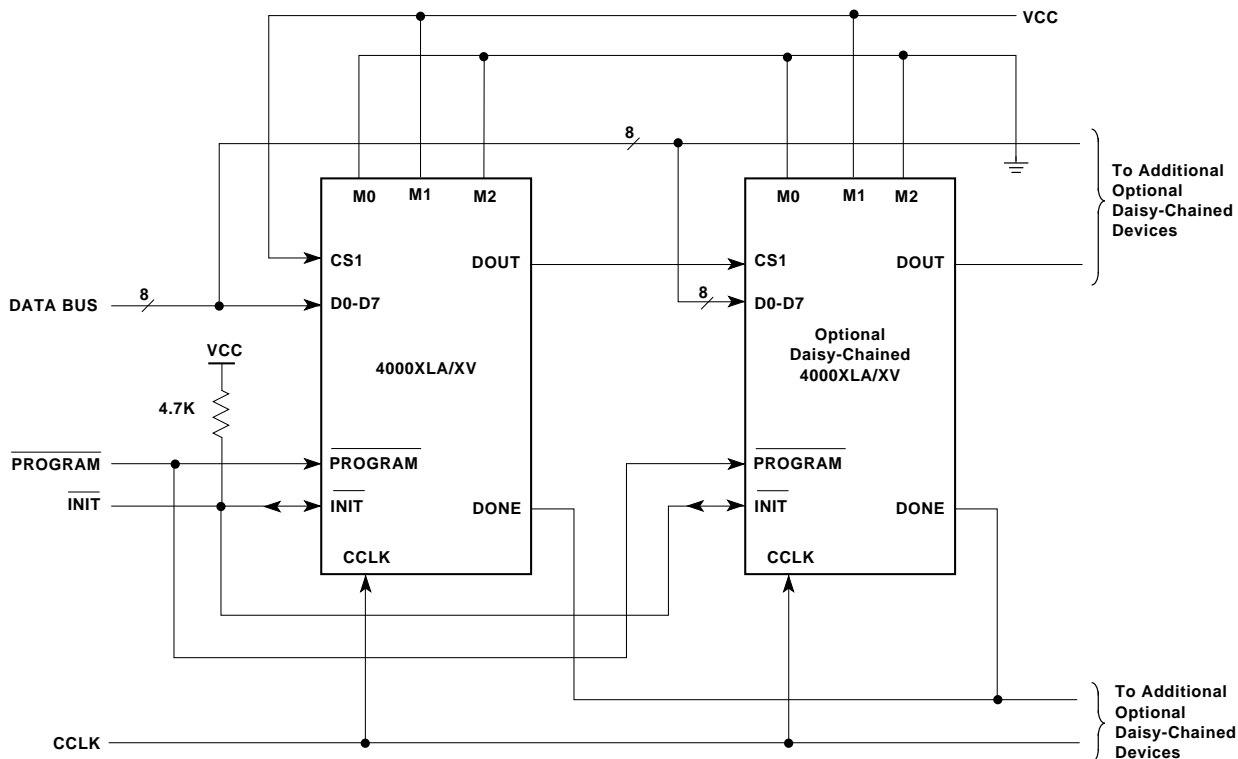 VCC
8
M0
M1
M2
M0
M1
M2
To Additional
Optional
Daisy-Chained
Devices
CS1
DOUT
CS1
DOUT
DATA BUS
8
D0-D7
8
D0-D7
VCC
4.7K
4000XLA/XV
Optional
Daisy-Chained
4000XLA/XV
PROGRAM
PROGRAM
PROGRAM
INIT
INIT
DONE
INIT
DONE
CCLK
CCLK
To Additional
Optional
Daisy-Chained
Devices
CCLK